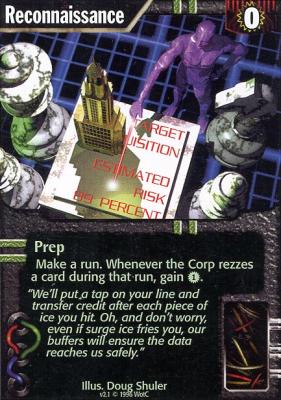 Reconnaissance
0
ARGET
UISITION
ESTIMATED
RISK
89 PERCENT
Prep
Make a run. Whenever the Corp rezzes
a card during that run, gain 1.
"We'll put a tap on your line and
transfer credit after each piece of
ice you hit. Oh, and don't worry,
even if surge ice fries you, our
buffers will ensure the data
reaches us safely."
Illus. Doug Shuler
v2.1 © 1996 WotC